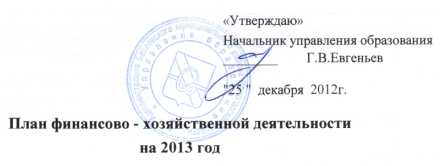 «Утверждаю»
Начальник управления образования
Г.В.Евгеньев
"25 " декабря 2012г.
План финансово - хозяйственной деятельности
на 2013 год